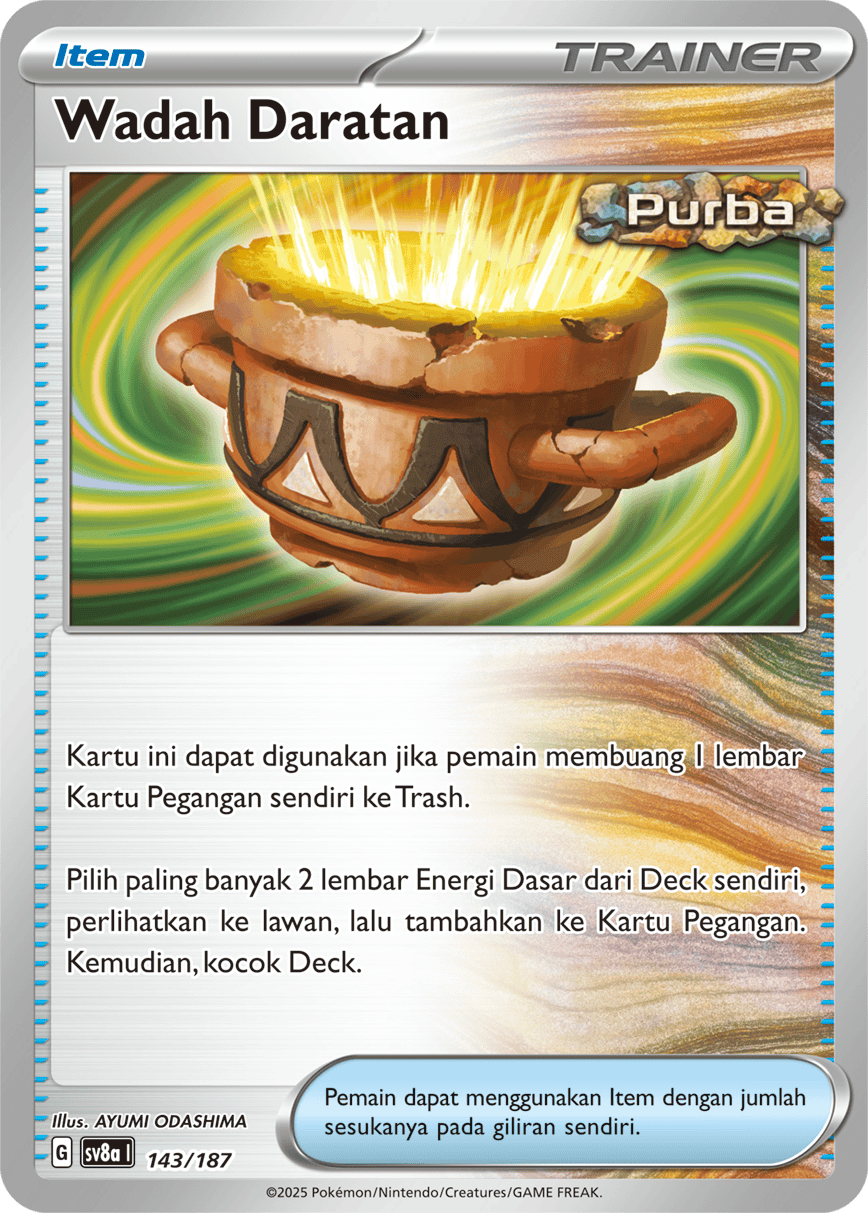 Item
TRAINER
Wadah Daratan
Purba
Kartu ini dapat digunakan jika pemain membuang 1 lembar
Kartu Pegangan sendiri ke Trash.
Pilih paling banyak 2 lembar Energi Dasar dari Deck sendiri,
perlihatkan ke lawan, lalu tambahkan ke Kartu Pegangan.
Kemudian, kocok Deck.
Pemain dapat menggunakan Item dengan jumlah
sesukanya pada giliran sendiri.
Illus. AYUMI ODASHIMA
G sv8a I 143/187
©2025 Pokémon/Nintendo/Creatures/GAME FREAK.